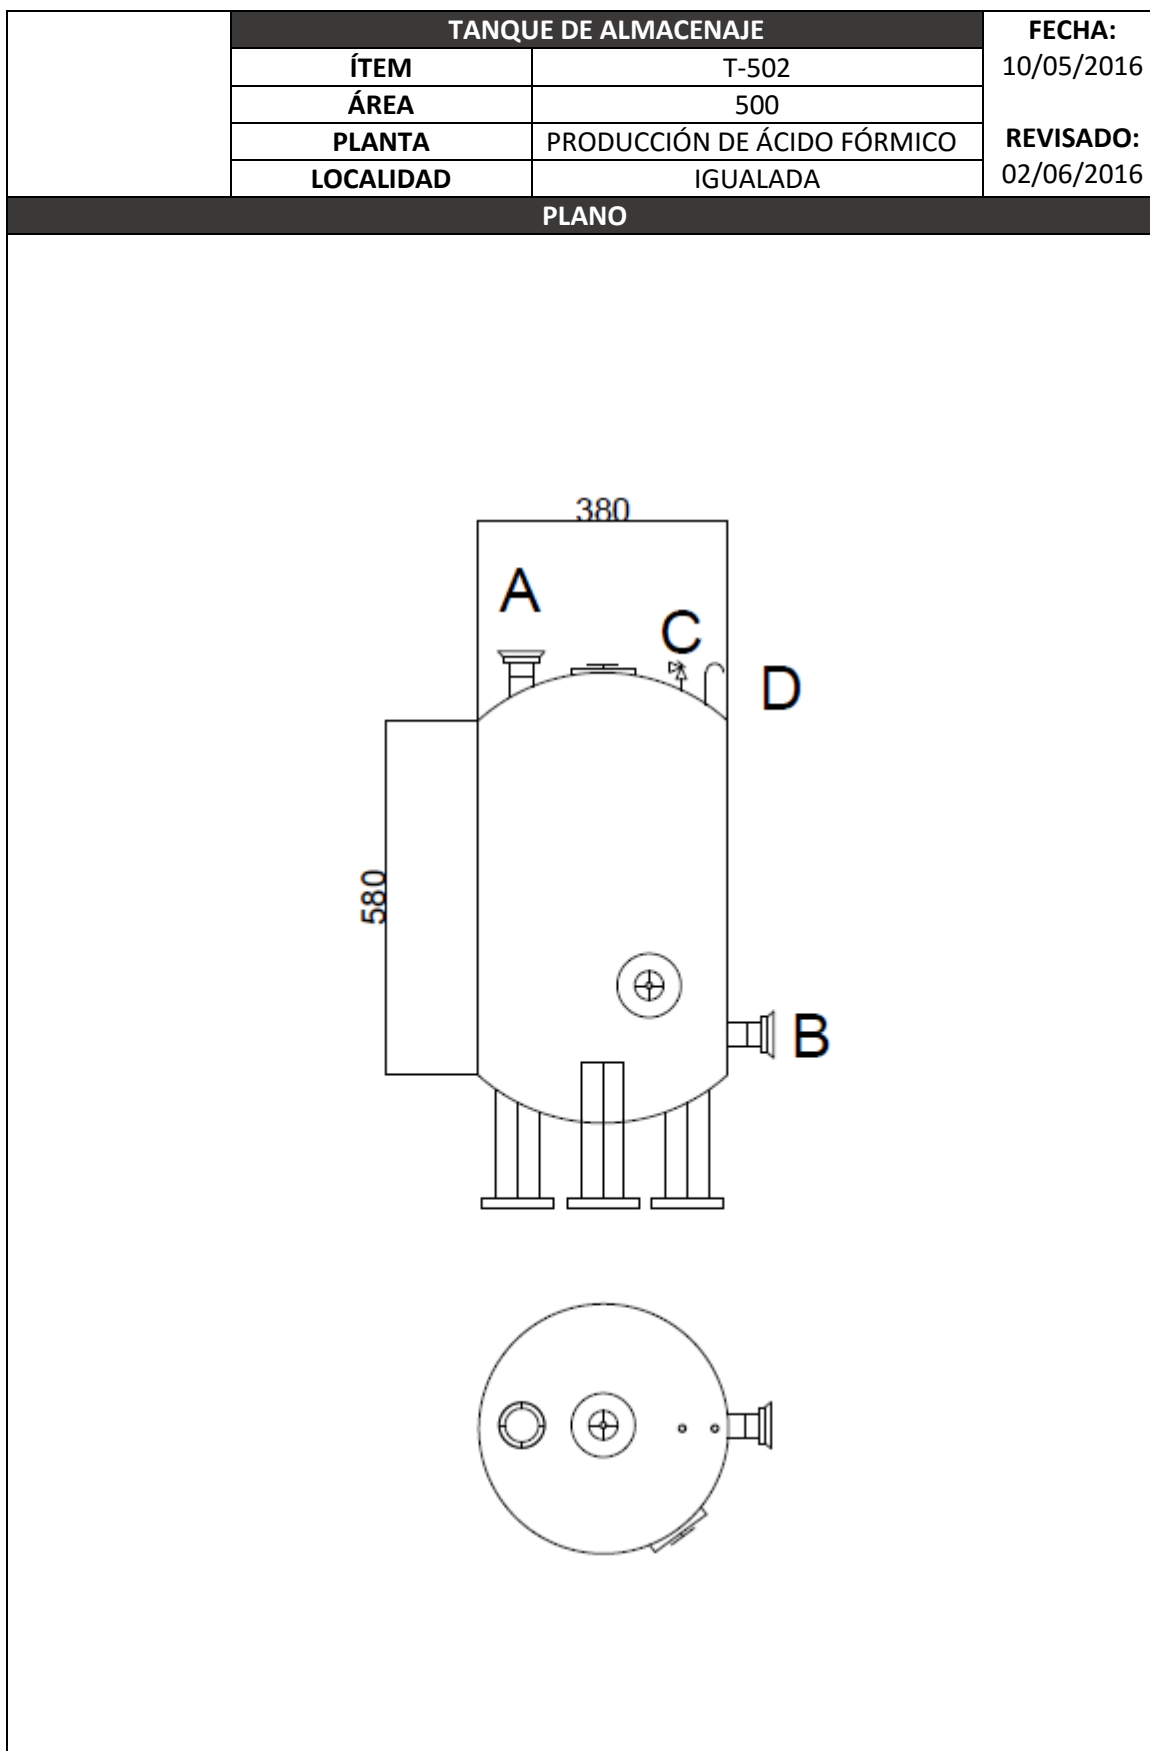 TANQUE DE ALMACENAJE
FECHA:
ÍTEM T-502
10/05/2016
ÁREA 500
PLANTA PRODUCCIÓN DE ÁCIDO FÓRMICO
REVISADO:
LOCALIDAD IGUALADA
02/06/2016
PLANO
380
A
C
D
580
B